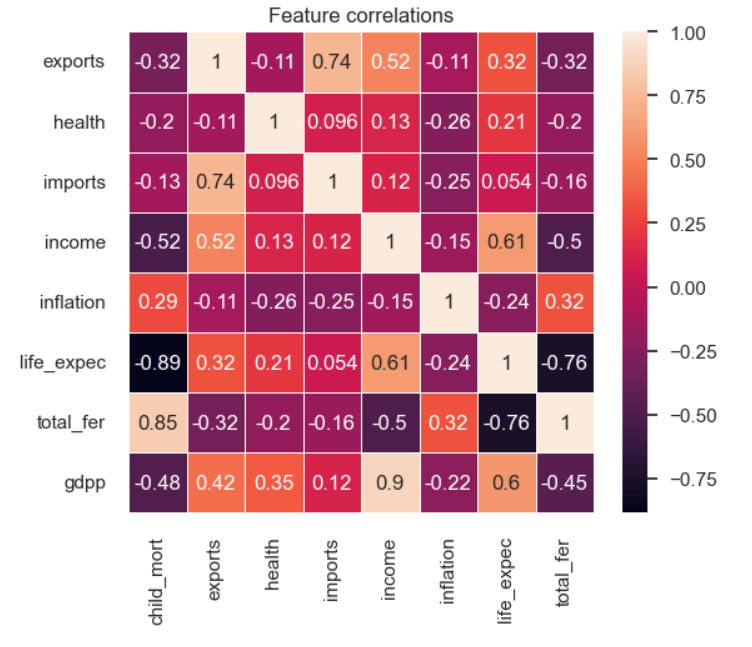 Feature correlations
exports -0.32 1 -0.11 0.74 0.52 -0.11 0.32 -0.32
health -0.2 -0.11 1 0.096 0.13 -0.26 0.21 -0.2
imports -0.13 0.74 0.096 1 0.12 -0.25 0.054 -0.16
income -0.52 0.52 0.13 0.12 1 -0.15 0.61 -0.5
inflation 0.29 -0.11 -0.26 -0.25 -0.15 1 -0.24 0.32
life_expec -0.89 0.32 0.21 0.054 0.61 -0.24 1 -0.76
total_fer 0.85 -0.32 -0.2 -0.16 -0.5 0.32 -0.76 1
gdpp -0.48 0.42 0.35 0.12 0.9 -0.22 0.6 -0.45
child_mort
exports
health
imports
income
inflation
life_expec
total_fer
1.00
0.75
0.50
0.25
0.00
−0.25
−0.50
−0.75